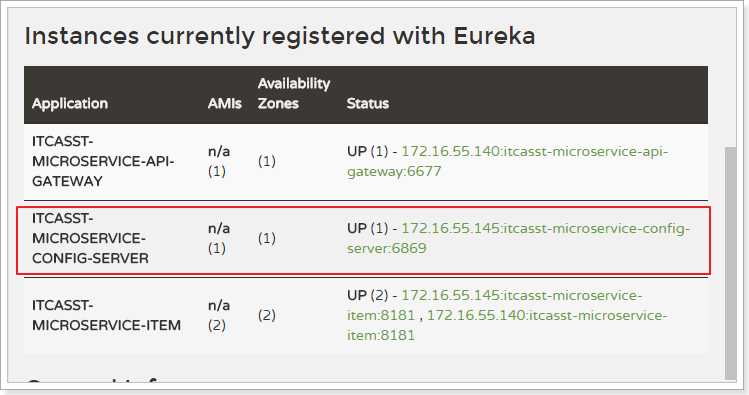 Instances currently registered with Eureka
Availability
Application AMIs Zones Status
ITCASST-
MICROSERVICE-API-
GATEWAY
n/a
(1)
(1)
UP (1) - 172.16.55.140:itcasst-microservice-api-
gateway:6677
ITCASST-
MICROSERVICE-
CONFIG-SERVER
n/a
(1)
(1)
UP (1) - 172.16.55.145:itcasst-microservice-config-
server:6869
ITCASST-
MICROSERVICE-ITEM
n/a
(2)
(2)
UP (2) - 172.16.55.145:itcasst-microservice-
item:8181 , 172.16.55.140:itcasst-microservice-
item:8181